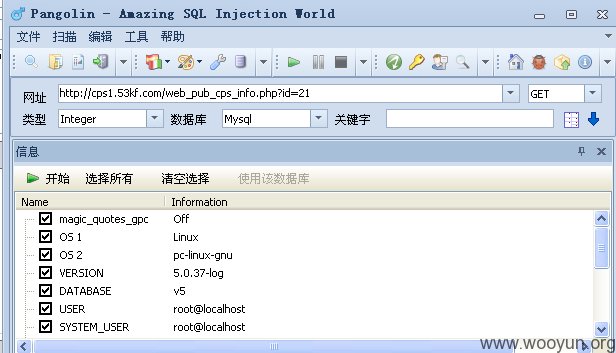 Pangolin - Amazing SQL Injection World
文件 扫描 编辑 工具 帮助
网址 http://cps1.53kf.com/web_pub_cps_info.php?id=21 GET
类型 Integer 数据库 Mysql 关键字
信息
开始 选择所有 清空选择 使用该数据库
Name Information
magic_quotes_gpc Off
OS 1 Linux
OS 2 pc-linux-gnu
VERSION 5.0.37-log
DATABASE v5
USER root@localhost
SYSTEM_USER root@localhost
www.wooyun.org